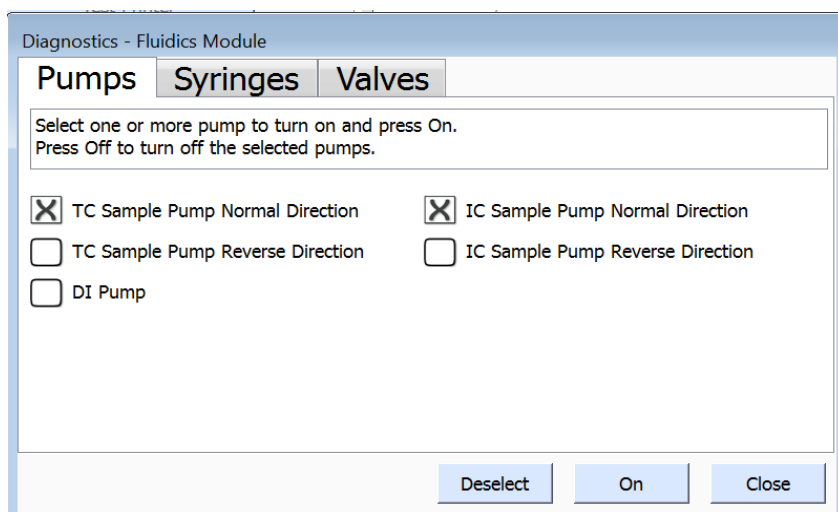 Diagnostics - Fluidics Module
Pumps Syringes Valves
Select one or more pump to turn on and press On.
Press Off to turn off the selected pumps.
TC Sample Pump Normal Direction IC Sample Pump Normal Direction
TC Sample Pump Reverse Direction IC Sample Pump Reverse Direction
DI Pump
Deselect On Close